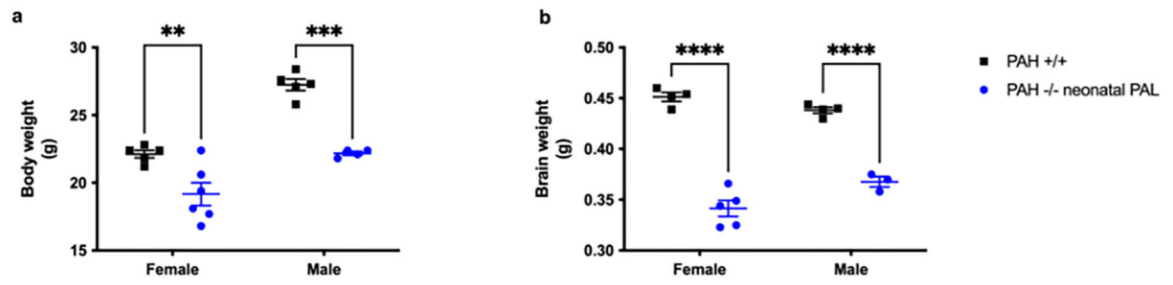 a
** ***
30
25
20
15
Body weight
(g)
Female Male
b
**** ****
0.50
0.45
0.40
0.35
0.30
Brain weight
(g)
Female Male
PAH +/+
PAH -/- neonatal PAL